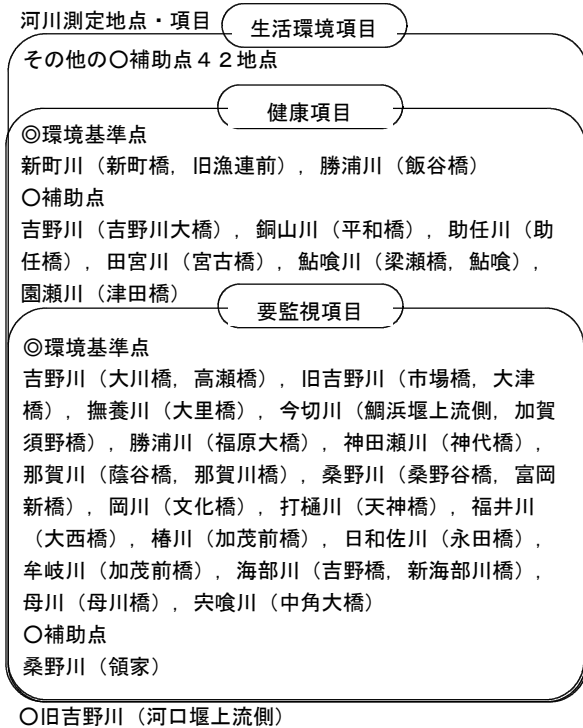 河川測定地点・項目
生活環境項目
その他の○補助点４２地点
健康項目
◎環境基準点
新町川（新町橋，旧漁連前），勝浦川（飯谷橋）
○補助点
吉野川（吉野川大橋），銅山川（平和橋），助任川（助
任橋），田宮川（宮古橋），鮎喰川（梁瀬橋，鮎喰），
園瀬川（津田橋）
要監視項目
◎環境基準点
吉野川（大川橋，高瀬橋），旧吉野川（市場橋，大津
橋），撫養川（大里橋），今切川（鯛浜堰上流側，加賀
須野橋），勝浦川（福原大橋），神田瀬川（神代橋），
那賀川（蔭谷橋，那賀川橋），桑野川（桑野谷橋，富岡
新橋），岡川（文化橋），打樋川（天神橋），福井川
（大西橋），椿川（加茂前橋），日和佐川（永田橋），
牟岐川（加茂前橋），海部川（吉野橋，新海部川橋），
母川（母川橋），宍喰川（中角大橋）
○補助点
桑野川（領家）
○旧吉野川（河口堰上流側）